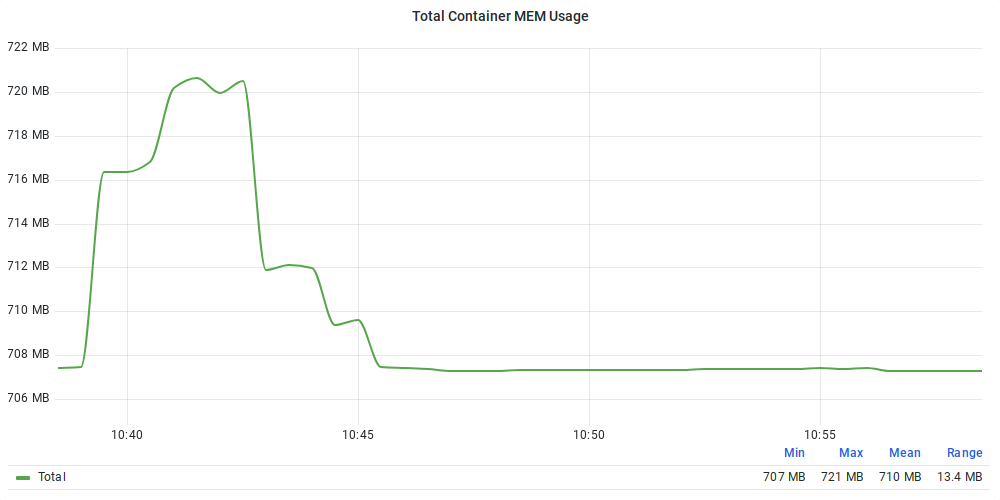 Total Container MEM Usage
722 MB
720 MB
718 MB
716 MB
714 MB
712 MB
710 MB
708 MB
706 MB
10:40 10:45 10:50 10:55
Min Max Mean Range
Total 707 MB 721 MB 710 MB 13.4 MB